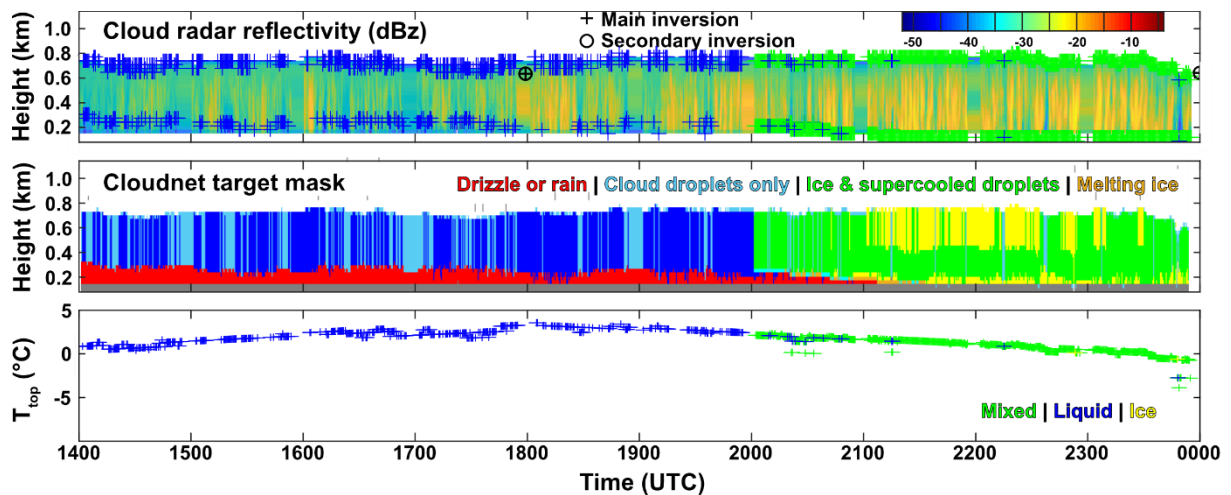 Cloud radar reflectivity (dBz)
+ Main inversion
O Secondary inversion
-50 -40 -30 -20 -10
Height (km)
1.0
0.8
0.6
0.4
0.2
Cloudnet target mask
Drizzle or rain | Cloud droplets only | Ice & supercooled droplets | Melting ice
Height (km)
1.0
0.8
0.6
0.4
0.2
T_top (°C)
5
0
-5
Mixed | Liquid | Ice
1400 1500 1600 1700 1800 1900 2000 2100 2200 2300 0000
Time (UTC)